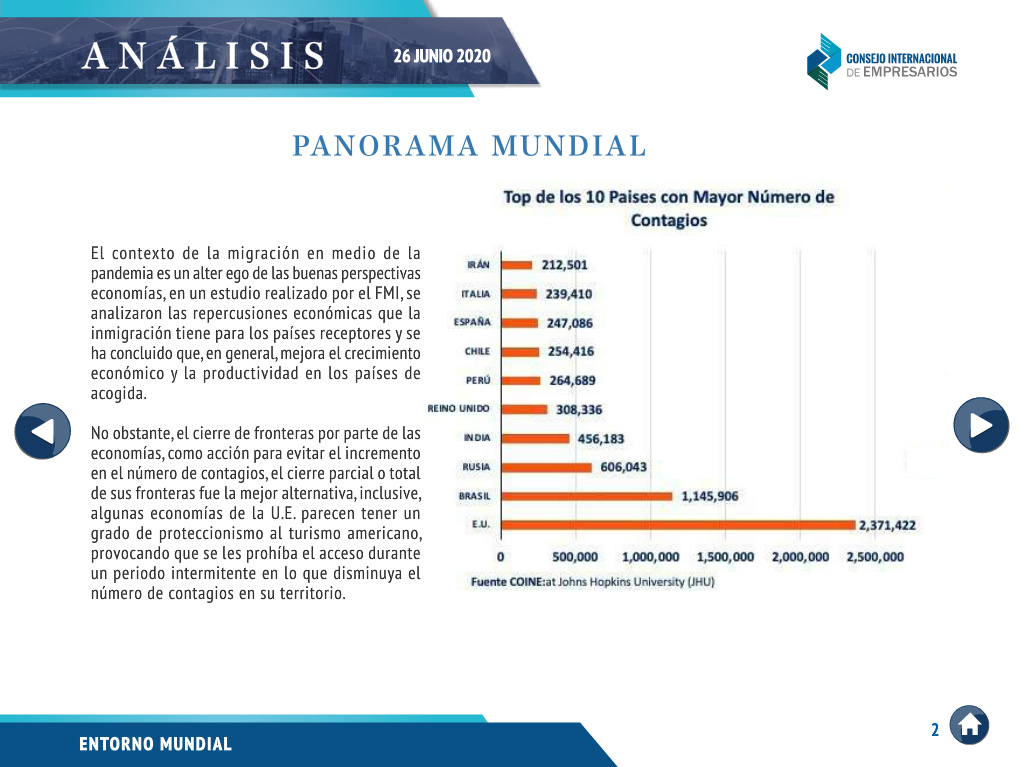 ANÁLISIS
26 JUNIO 2020
CONSEJO INTERNACIONAL
DE EMPRESARIOS
PANORAMA MUNDIAL
El contexto de la migración en medio de la
pandemia es un alter ego de las buenas perspectivas
economías, en un estudio realizado por el FMI, se
analizaron las repercusiones económicas que la
inmigración tiene para los países receptores y se
ha concluido que, en general, mejora el crecimiento
económico y la productividad en los países de
acogida.
No obstante, el cierre de fronteras por parte de las
economías, como acción para evitar el incremento
en el número de contagios, el cierre parcial o total
de sus fronteras fue la mejor alternativa, inclusive,
algunas economías de la U.E. parecen tener un
grado de proteccionismo al turismo americano,
provocando que se les prohíba el acceso durante
un periodo intermitente en lo que disminuya el
número de contagios en su territorio.
Top de los 10 Paises con Mayor Número de
Contagios
IRÁN 212,501
ITALIA 239,410
ESPAÑA 247,086
CHILE 254,416
PERÚ 264,689
REINO UNIDO 308,336
INDIA 456,183
RUSIA 606,043
BRASIL 1,145,906
E.U. 2,371,422
0 500,000 1,000,000 1,500,000 2,000,000 2,500,000
Fuente COINE:at Johns Hopkins University (JHU)
ENTORNO MUNDIAL
2